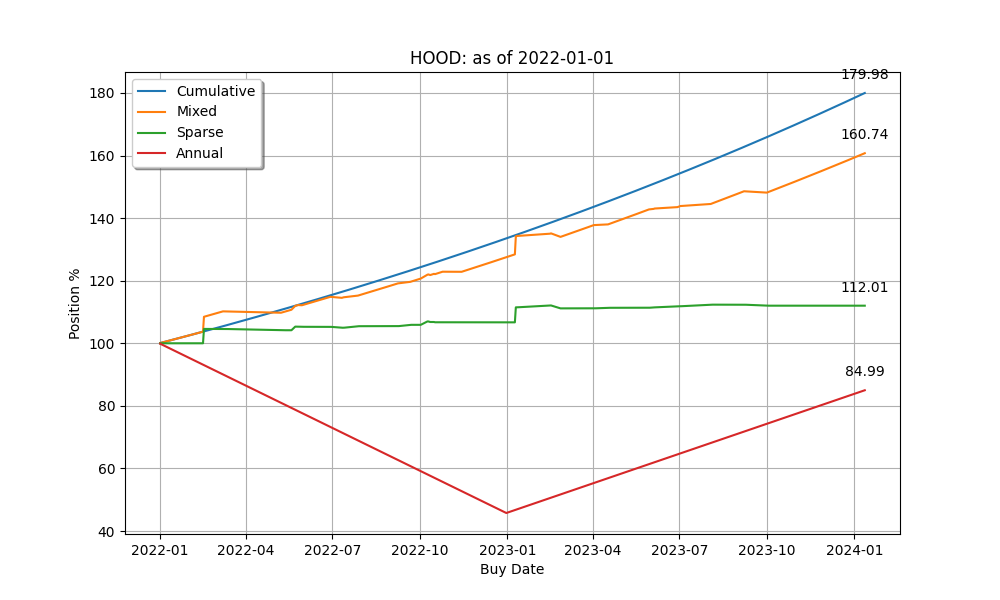 HOOD: as of 2022-01-01
179.98
Cumulative
Mixed
Sparse
Annual
160.74
112.01
84.99
180
160
140
120
100
80
60
40
Position %
2022-01 2022-04 2022-07 2022-10 2023-01 2023-04 2023-07 2023-10 2024-01
Buy Date